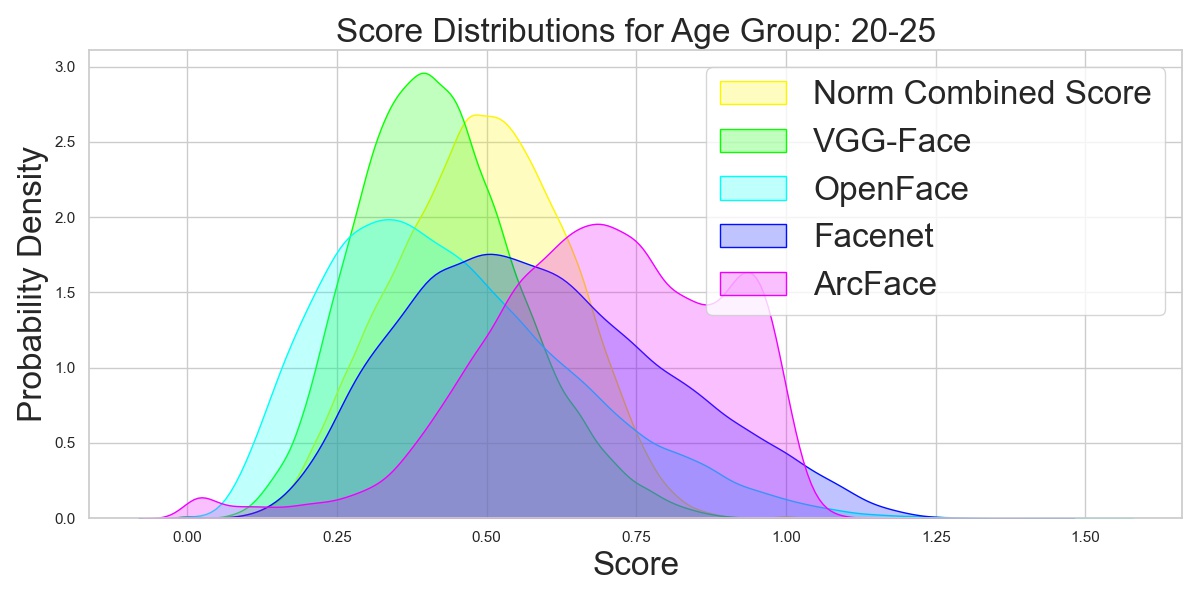 Score Distributions for Age Group: 20-25
Probability Density
3.0
2.5
2.0
1.5
1.0
0.5
0.0
Norm Combined Score
VGG-Face
OpenFace
Facenet
ArcFace
0.00 0.25 0.50 0.75 1.00 1.25 1.50
Score